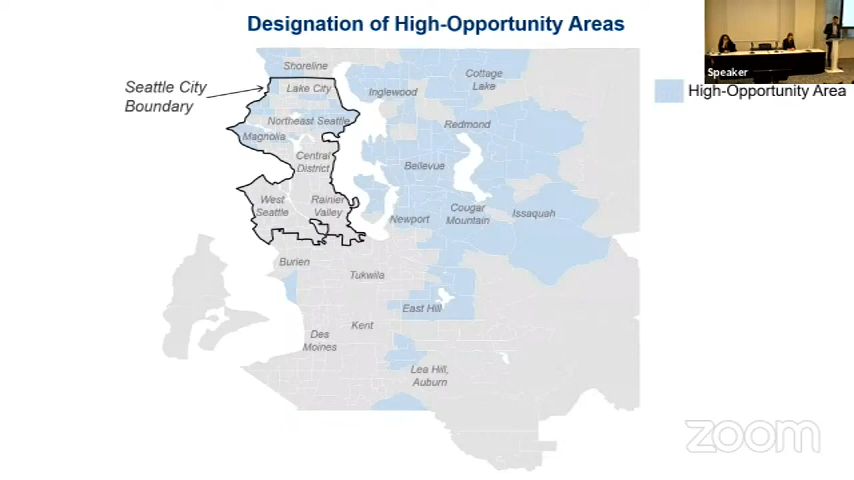 Designation of High-Opportunity Areas
Speaker
Seattle City
Boundary
High-Opportunity Area
Shoreline
Lake City
Inglewood
Cottage
Lake
Northeast Seattle
Redmond
Magnolia
Central
District
Bellevue
West
Seattle
Rainier
Valley
Newport
Cougar
Mountain
Issaquah
Burien
Tukwila
East Hill
Kent
Des
Moines
Lea Hill,
Auburn
zoom